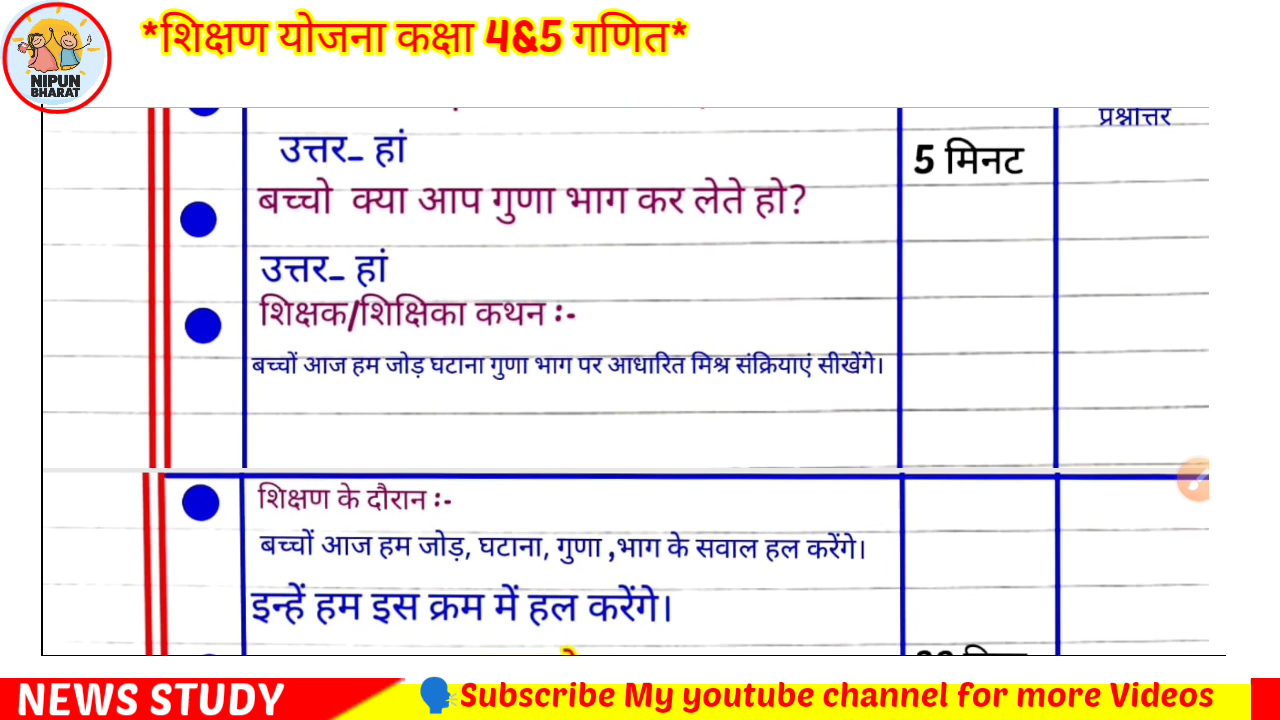 *शिक्षण योजना कक्षा 4&5 गणित*
NIPUN
BHARAT
प्रश्नोत्तर
उत्तर_ हां
5 मिनट
बच्चो क्या आप गुणा भाग कर लेते हो?
उत्तर_ हां
शिक्षक/शिक्षिका कथन :-
बच्चों आज हम जोड़ घटाना गुणा भाग पर आधारित मिश्र संक्रियाएं सीखेंगे।
शिक्षण के दौरान :-
बच्चों आज हम जोड़, घटाना, गुणा ,भाग के सवाल हल करेंगे।
इन्हें हम इस क्रम में हल करेंगे।
NEWS STUDY
Subscribe My youtube channel for more Videos